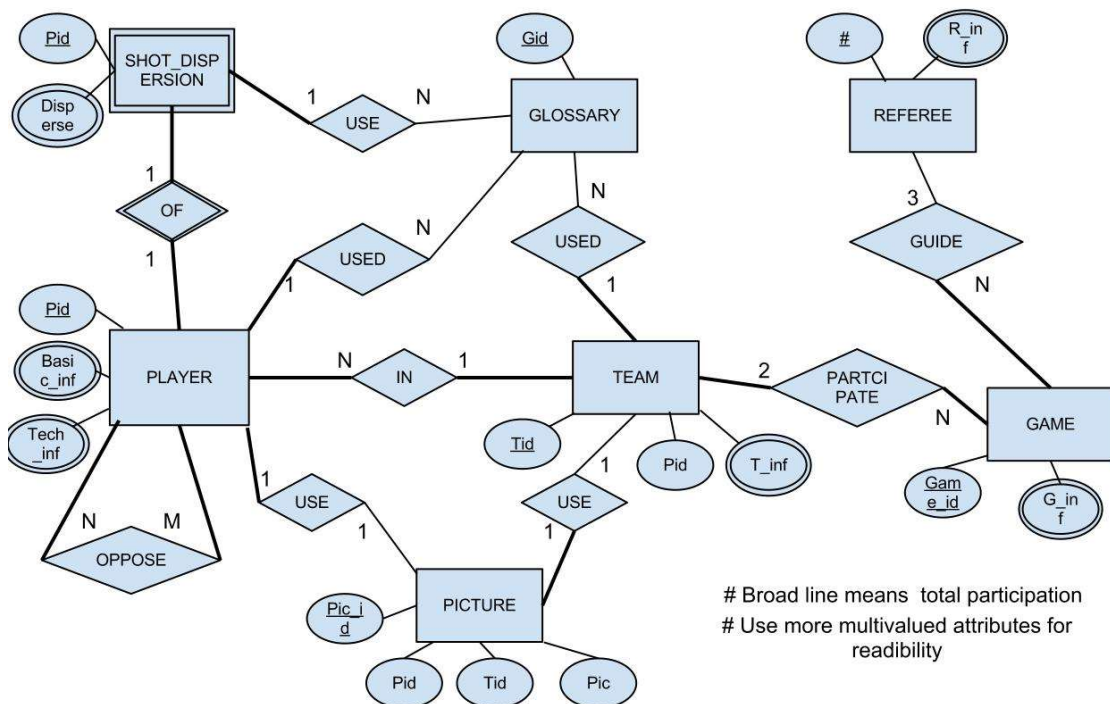 Pid
SHOT_DISP
ERSION
Disp
erse
1
USE
N
Gid
GLOSSARY
#
R_in
f
REFEREE
1
OF
1
N
USED
1
N
USED
1
3
GUIDE
N
Pid
Basi
c_inf
Tech
_inf
PLAYER
N
IN
1
TEAM
2
PARTCI
PATE
N
GAME
Tid
Pid
T_inf
Gam
e_id
G_in
f
N
M
OPPOSE
1
USE
1
1
USE
1
PICTURE
Pic_i
d
Pid
Tid
Pic
# Broad line means total participation
# Use more multivalued attributes for
readibility